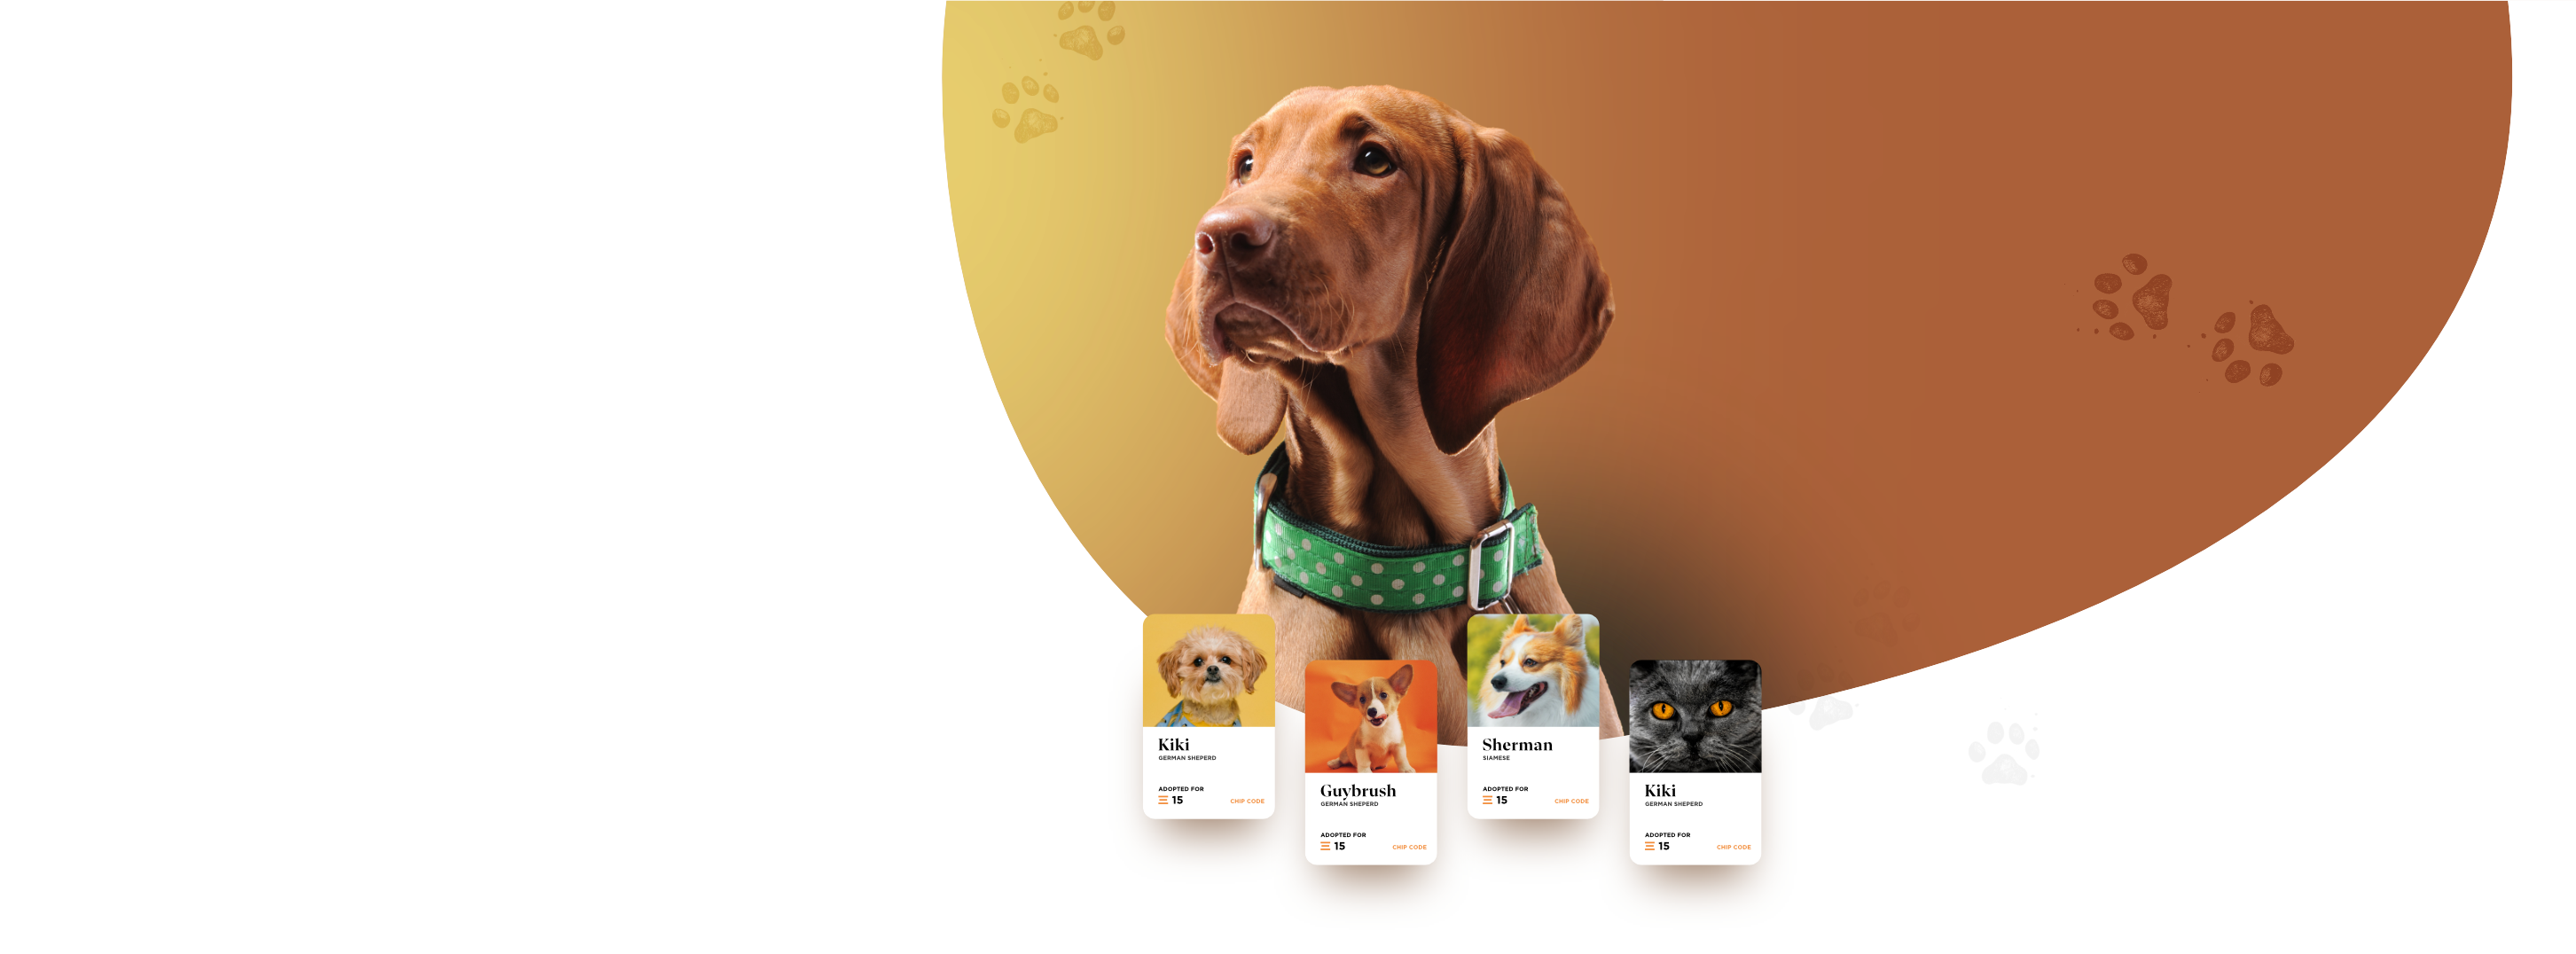 Kiki
GERMAN SHEPERD
ADOPTED FOR
15
CHIP CODE
Guybrush
GERMAN SHEPERD
ADOPTED FOR
15
CHIP CODE
Sherman
SIAMESE
ADOPTED FOR
15
CHIP CODE
Kiki
GERMAN SHEPERD
ADOPTED FOR
15
CHIP CODE